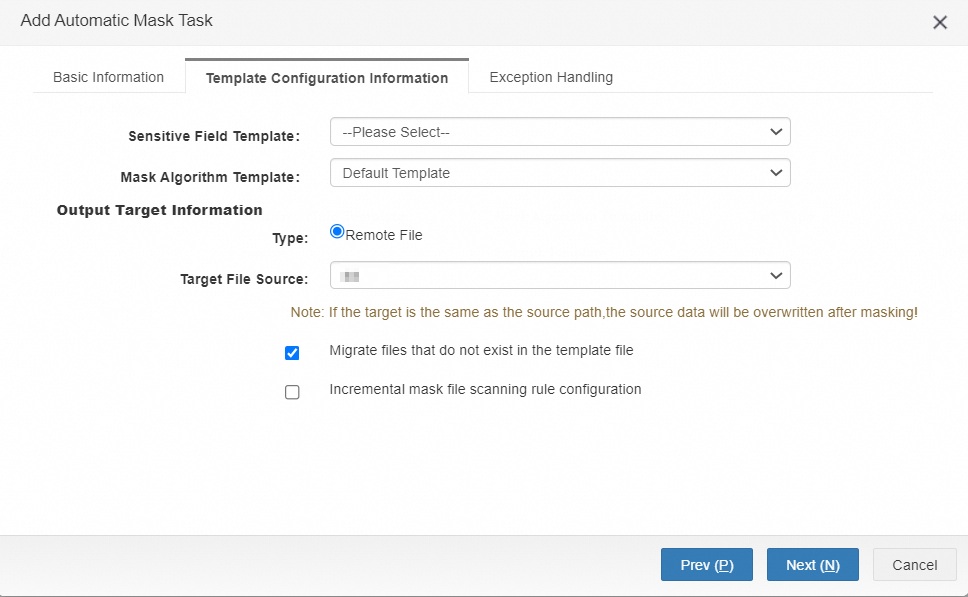 Add Automatic Mask Task
Basic Information
Template Configuration Information
Exception Handling
Sensitive Field Template:
--Please Select--
Mask Algorithm Template:
Default Template
Output Target Information
Type:
Remote File
Target File Source:
Note: If the target is the same as the source path,the source data will be overwritten after masking!
Migrate files that do not exist in the template file
Incremental mask file scanning rule configuration
Prev (P)
Next (N)
Cancel